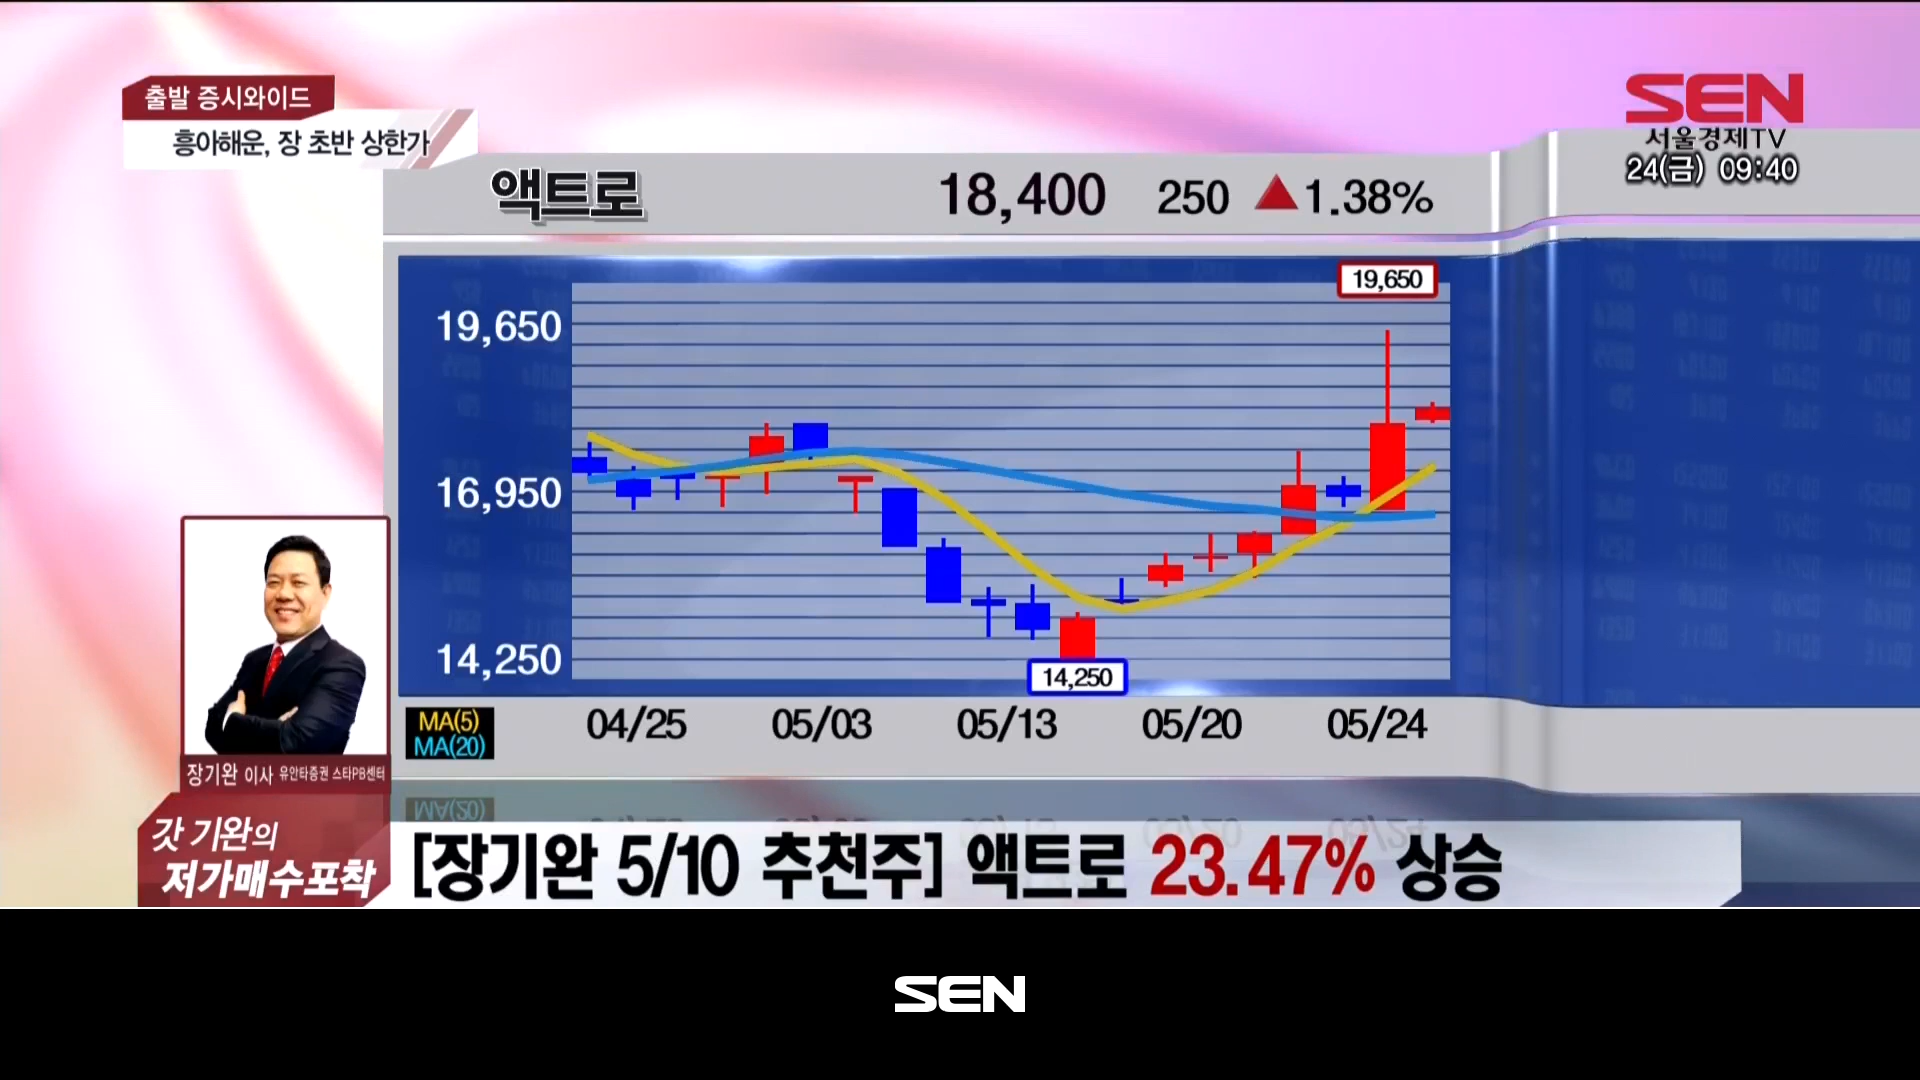 출발 증시와이드
흥아해운, 장 초반 상한가
SEN
서울경제TV
24(금) 09:40
액트로 18,400 250 ▲1.38%
19,650
19,650
16,950
14,250
14,250
MA(5)
MA(20)
04/25 05/03 05/13 05/20 05/24
장기완 이사 유안타증권 스타PB센터
갓 기완의
저가매수포착
[장기완 5/10 추천주] 액트로 23.47% 상승
SEN